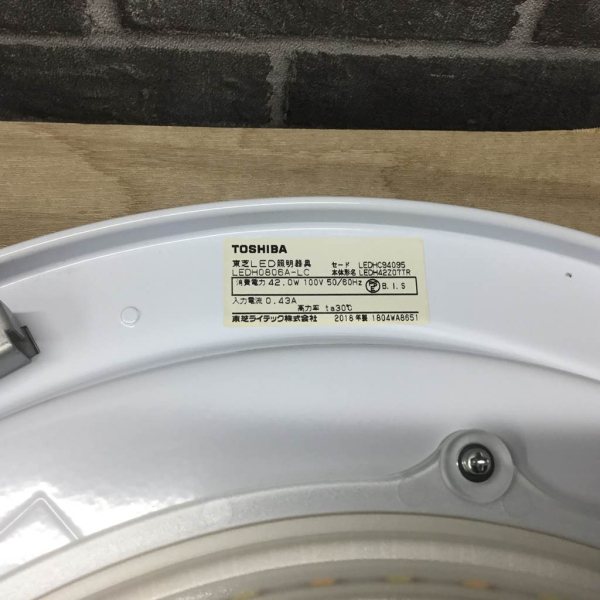 TOSHIBA
東芝LED照明器具 セード LEDHC94095
LEDH0806A-LC 本体形名 LEDH42Z07TR
消費電力 42.0W 100V 50/60Hz PSE B.I.S
入力電流 0.43A
高力率 ta30℃
東芝ライテック株式会社 2018年製 1804WA8651